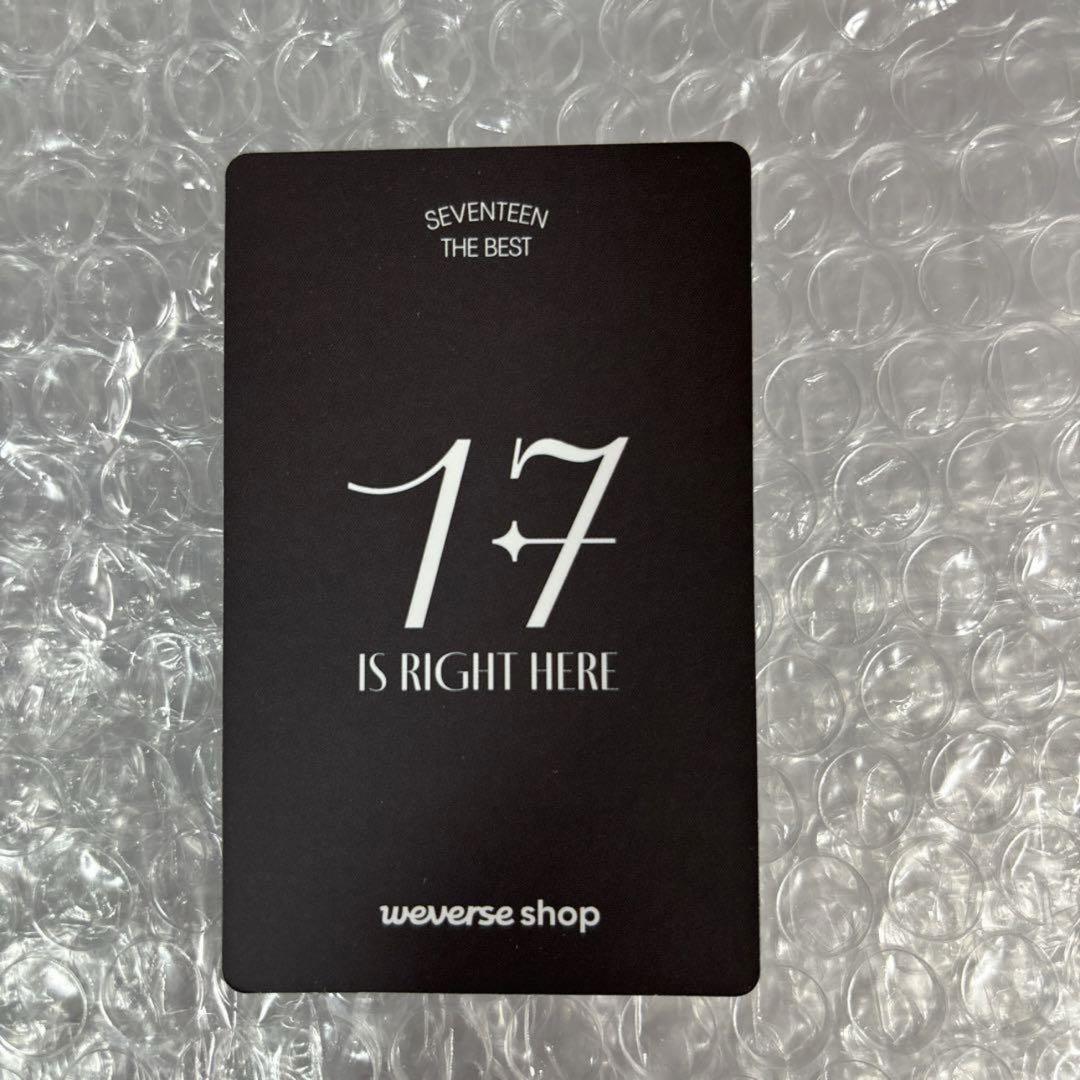 SEVENTEEN
THE BEST
17
IS RIGHT HERE
weverse shop